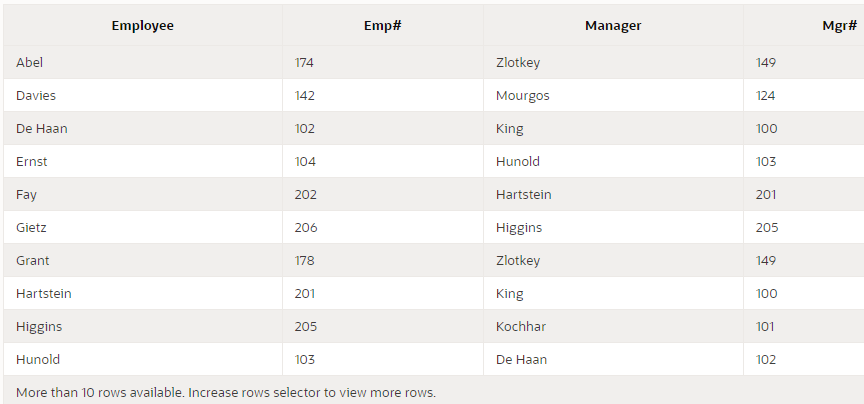 Employee Emp# Manager Mgr#
Abel 174 Zlotkey 149
Davies 142 Mourgos 124
De Haan 102 King 100
Ernst 104 Hunold 103
Fay 202 Hartstein 201
Gietz 206 Higgins 205
Grant 178 Zlotkey 149
Hartstein 201 King 100
Higgins 205 Kochhar 101
Hunold 103 De Haan 102
More than 10 rows available. Increase rows selector to view more rows.